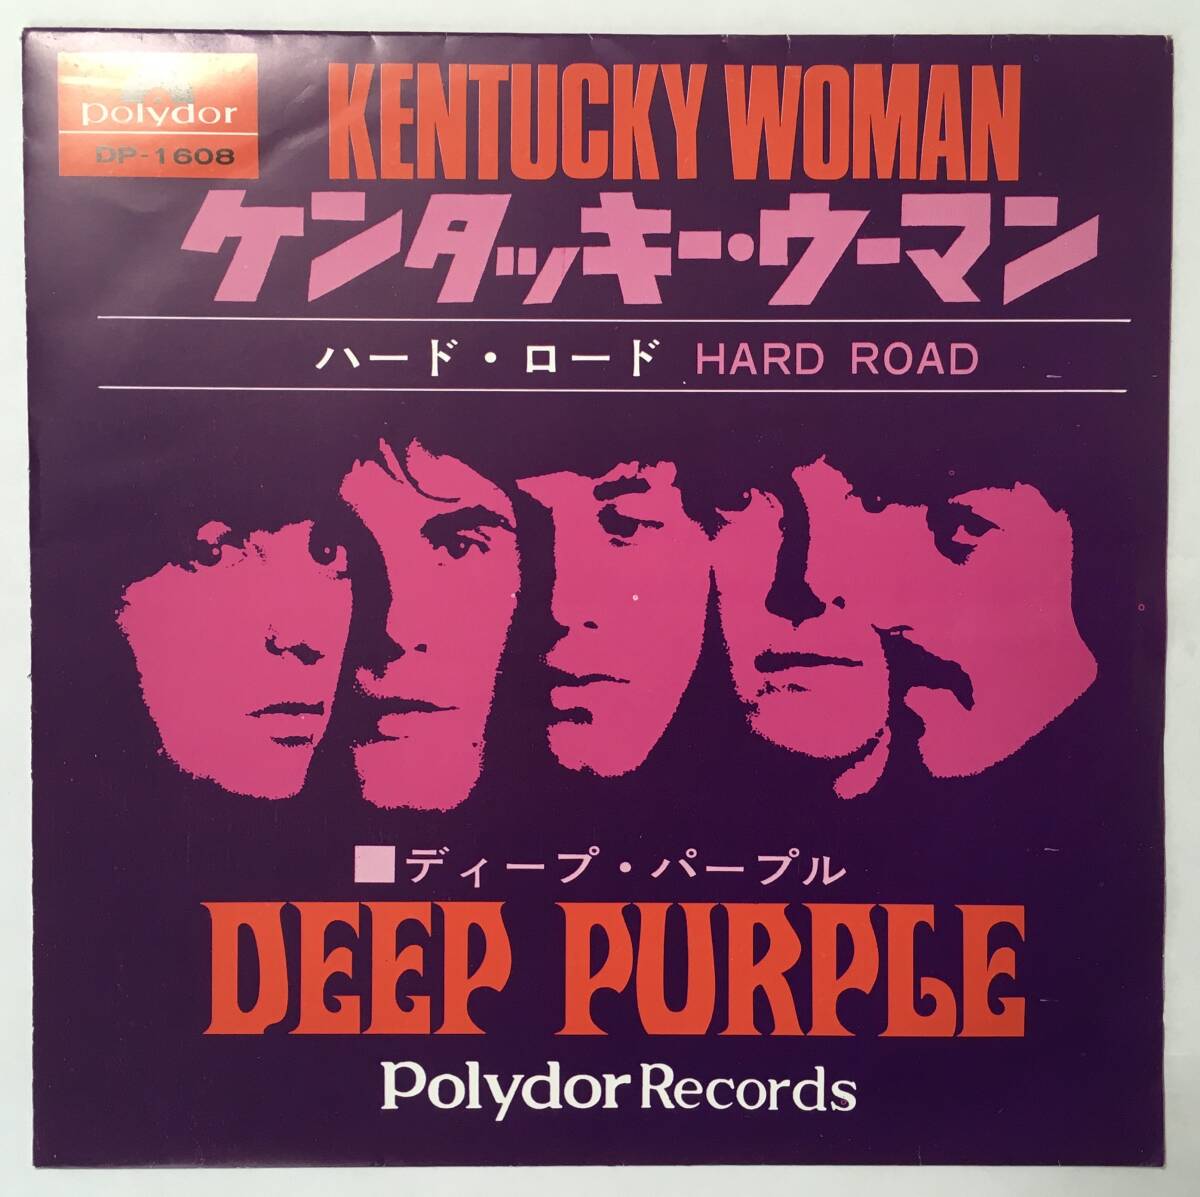 polydor
DP-1608
KENTUCKY WOMAN
ケンタッキー・ウーマン
ハード・ロード HARD ROAD
■ディープ・パープル
DEEP PURPLE
Polydor Records